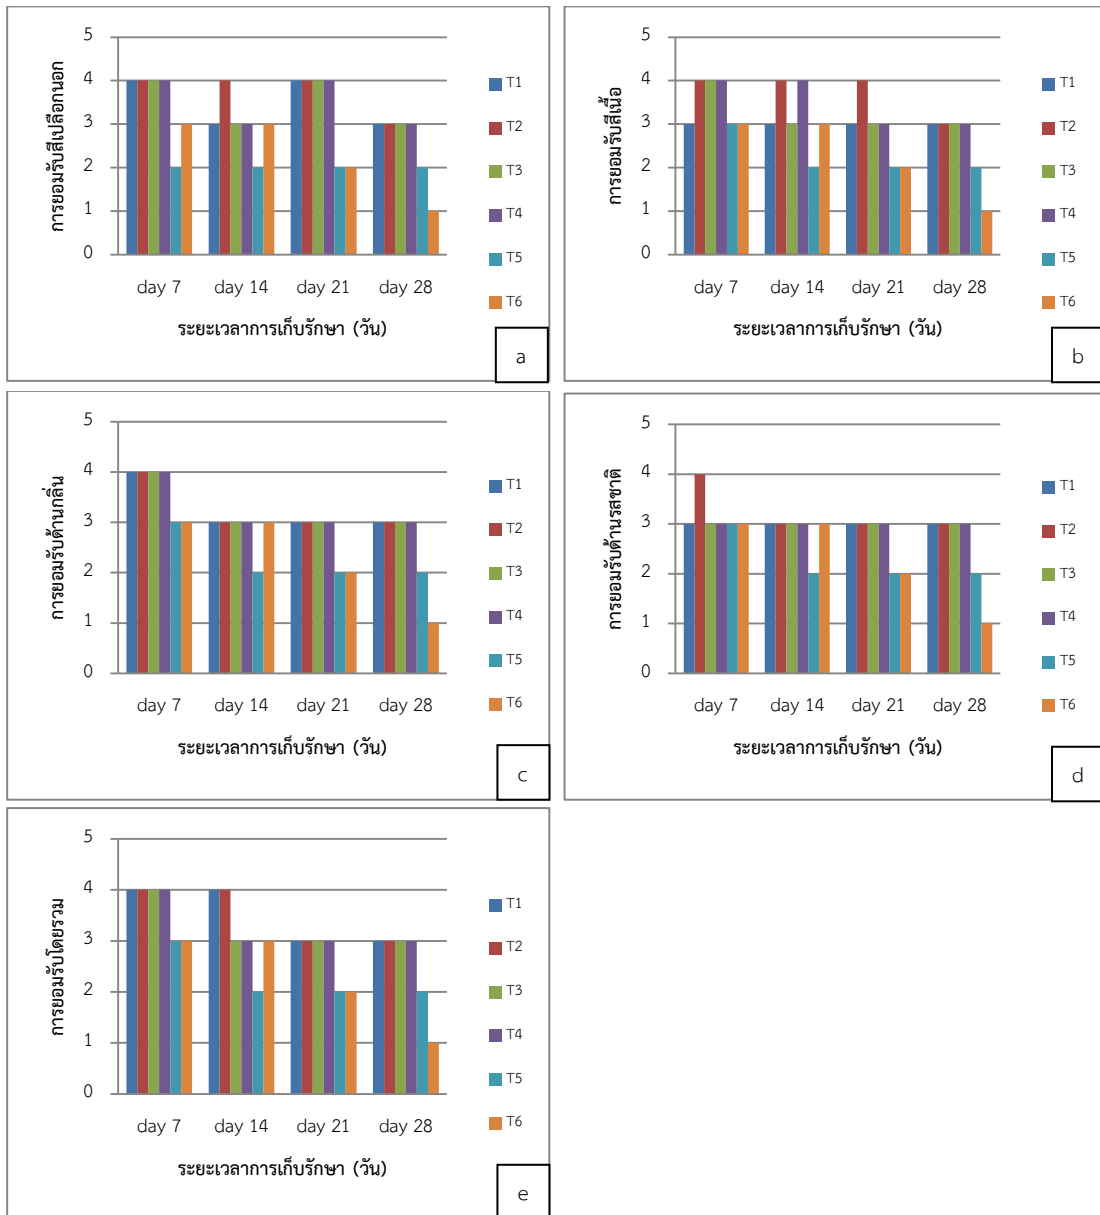 การยอมรับสีเปลือกนอก
5
4
3
2
1
0
day 7 day 14 day 21 day 28
ระยะเวลาการเก็บรักษา (วัน)
T1
T2
T3
T4
T5
T6
a
การยอมรับสีเนื้อ
5
4
3
2
1
0
day 7 day 14 day 21 day 28
ระยะเวลาการเก็บรักษา (วัน)
T1
T2
T3
T4
T5
T6
b
การยอมรับด้านกลิ่น
5
4
3
2
1
0
day 7 day 14 day 21 day 28
ระยะเวลาการเก็บรักษา (วัน)
T1
T2
T3
T4
T5
T6
c
การยอมรับด้านรสชาติ
5
4
3
2
1
0
day 7 day 14 day 21 day 28
ระยะเวลาการเก็บรักษา (วัน)
T1
T2
T3
T4
T5
T6
d
การยอมรับโดยรวม
5
4
3
2
1
0
day 7 day 14 day 21 day 28
ระยะเวลาการเก็บรักษา (วัน)
T1
T2
T3
T4
T5
T6
e